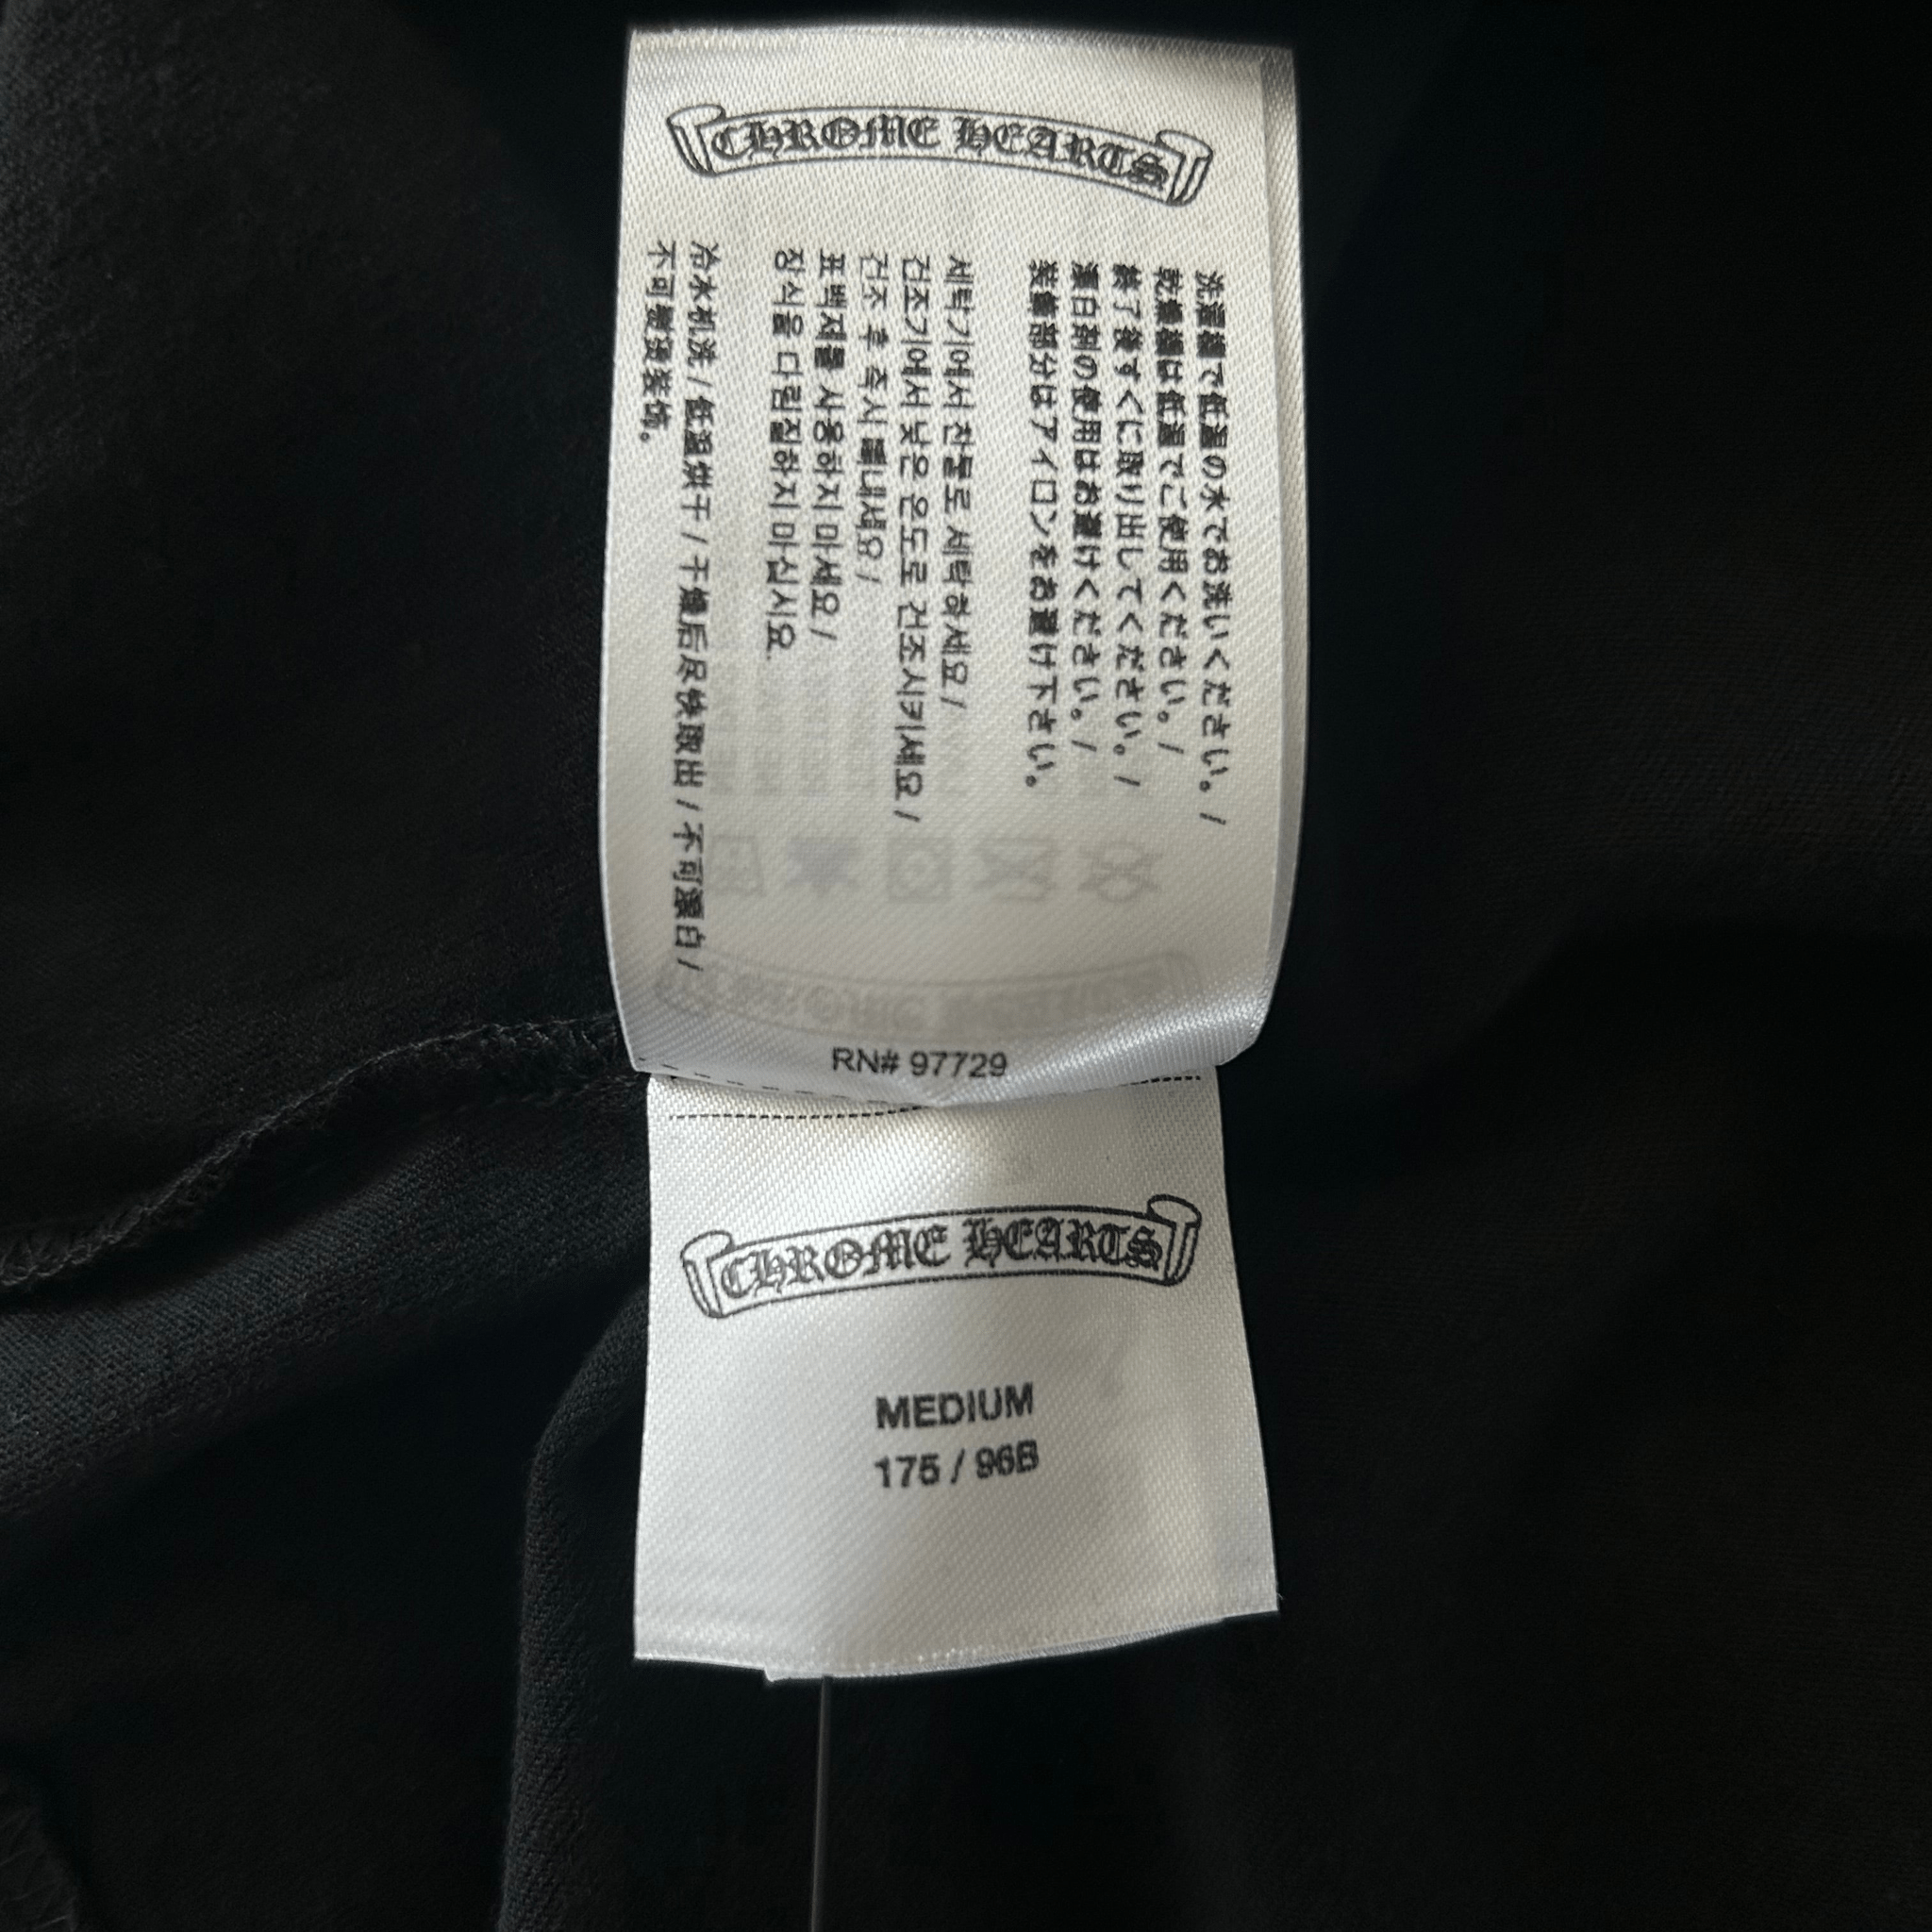 CHROME HEARTS
洗濯機で低温の水でお洗いください。/
乾燥機は低温でご使用ください。/
終了後すぐに取り出してください。/
漂白剤の使用はお避けください。/
装飾部分はアイロンをお避け下さい。
세탁기에서 찬물로 세탁하세요 /
건조기에서 낮은 온도로 건조시키세요 /
건조 후 즉시 빼내세요 /
표백제를 사용하지 마세요 /
장식을 다림질하지 마십시요.
冷水机洗 / 低温烘干 / 干燥后尽快取出 / 不可漂白 /
不可熨烫装饰。
RN# 97729
CHROME HEARTS
MEDIUM
175 / 96B